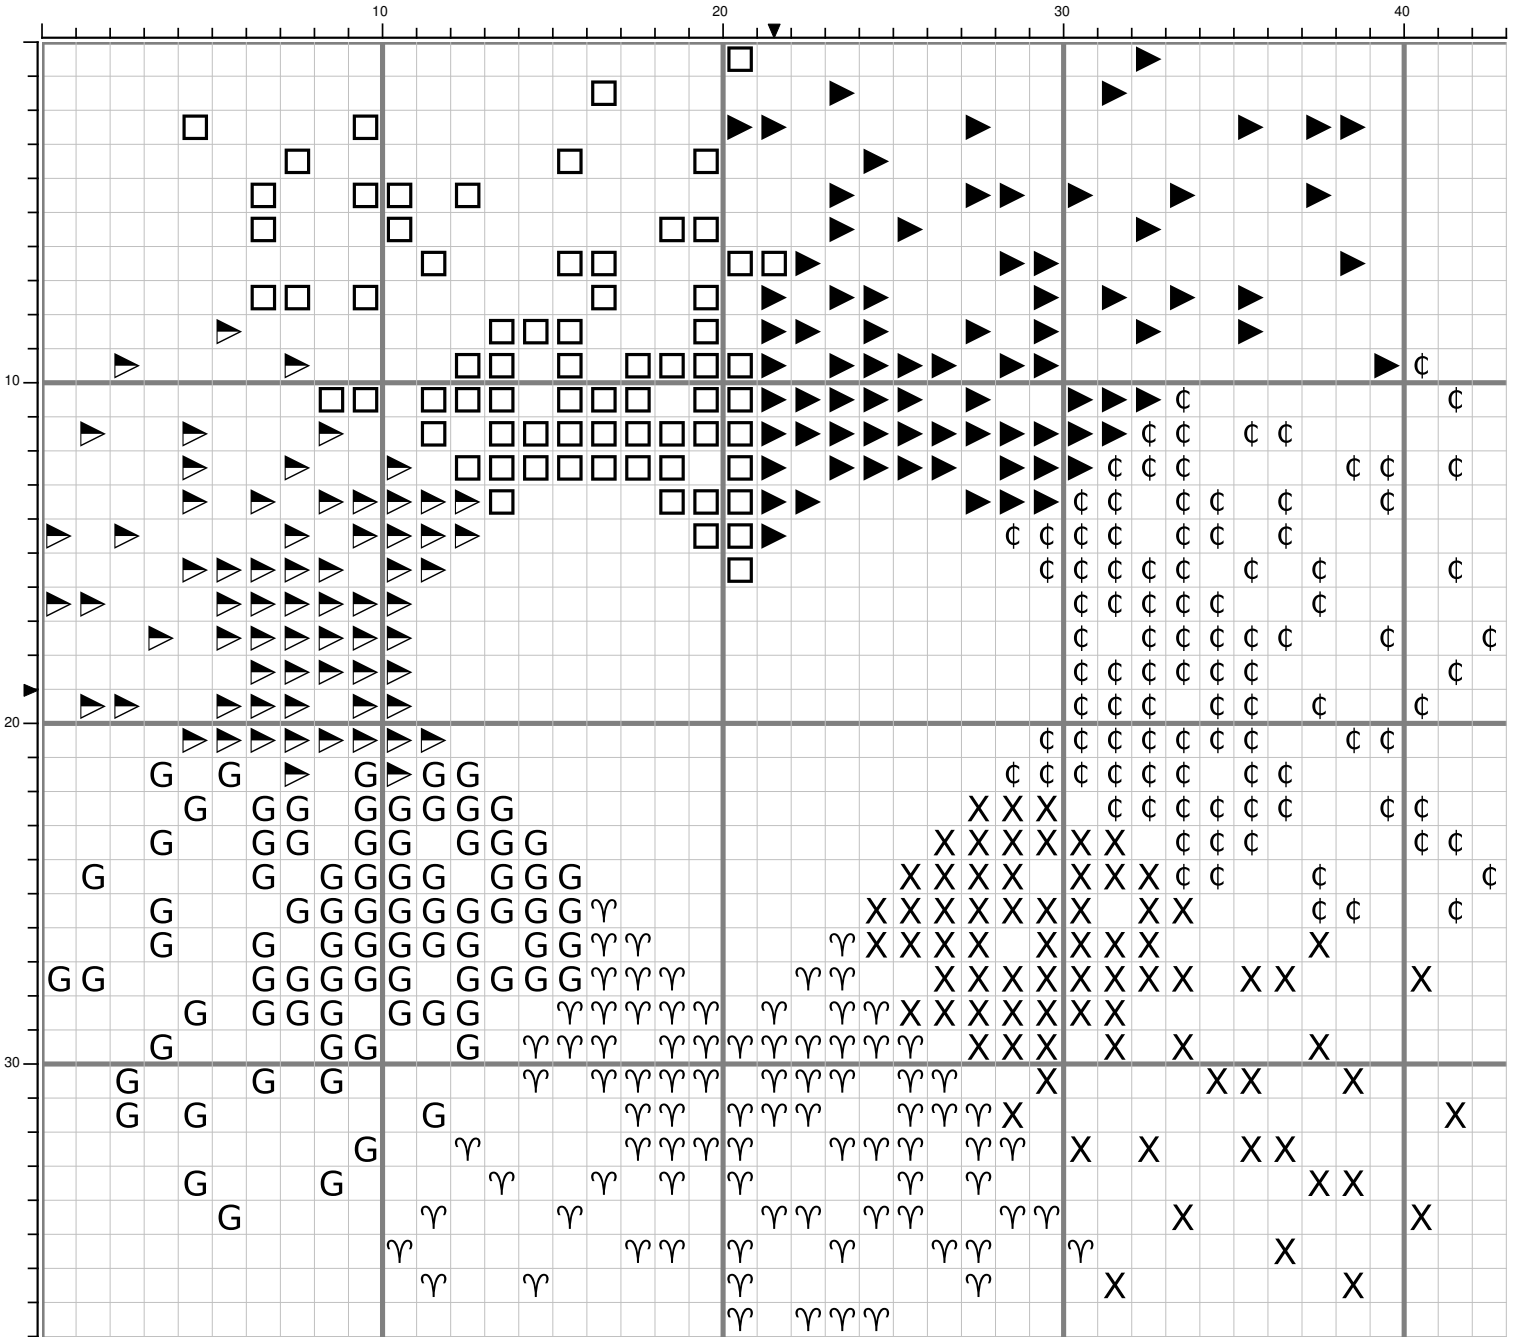 10 20 30 40
¢
10
¢ ¢
¢ ¢ ¢ ¢
¢ ¢ ¢ ¢ ¢ ¢
¢ ¢ ¢ ¢ ¢ ¢
¢ ¢ ¢ ¢ ¢ ¢ ¢
¢ ¢ ¢ ¢ ¢ ¢ ¢ ¢
¢ ¢ ¢ ¢ ¢ ¢
¢ ¢ ¢ ¢ ¢ ¢ ¢ ¢
¢ ¢ ¢ ¢ ¢ ¢ ¢
¢ ¢ ¢ ¢ ¢ ¢ ¢
20
¢ ¢ ¢ ¢ ¢ ¢ ¢ ¢ ¢
G G G G G ¢ ¢ ¢ ¢ ¢ ¢ ¢ ¢
G G G G G G G G X X X ¢ ¢ ¢ ¢ ¢ ¢ ¢ ¢
G G G G G G G G X X X X X X ¢ ¢ ¢ ¢ ¢
G G G G G G G G G X X X X X X X ¢ ¢ ¢ ¢
G G G G G G G G G G ♈ X X X X X X X X X ¢ ¢ ¢
G G G G G G G G G ♈ ♈ ♈ X X X X X X X X X
G G G G G G G G G G G ♈ ♈ ♈ ♈ ♈ X X X X X X X X X X X
G G G G G G G ♈ ♈ ♈ ♈ ♈ ♈ ♈ ♈ X X X X X X X
G G G G ♈ ♈ ♈ ♈ ♈ ♈ ♈ ♈ ♈ ♈ ♈ X X X X X X
30
G G G ♈ ♈ ♈ ♈ ♈ ♈ ♈ ♈ ♈ ♈ X X X X
G G G ♈ ♈ ♈ ♈ ♈ ♈ ♈ ♈ X X
G ♈ ♈ ♈ ♈ ♈ ♈ ♈ ♈ ♈ ♈ X X X X
G G ♈ ♈ ♈ ♈ ♈ ♈ X X
G ♈ ♈ ♈ ♈ ♈ ♈ ♈ ♈ X X
♈ ♈ ♈ ♈ ♈ ♈ ♈ ♈ X
♈ ♈ ♈ ♈ X X
♈ ♈ ♈ ♈